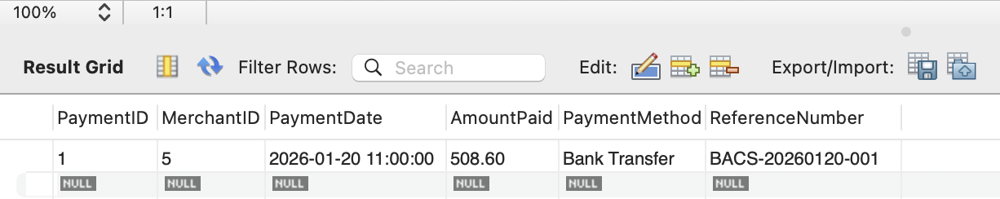 100% 1:1
Result Grid Filter Rows: Search Edit: Export/Import:
PaymentID MerchantID PaymentDate AmountPaid PaymentMethod ReferenceNumber
1 5 2026-01-20 11:00:00 508.60 Bank Transfer BACS-20260120-001
NULL NULL NULL NULL NULL NULL